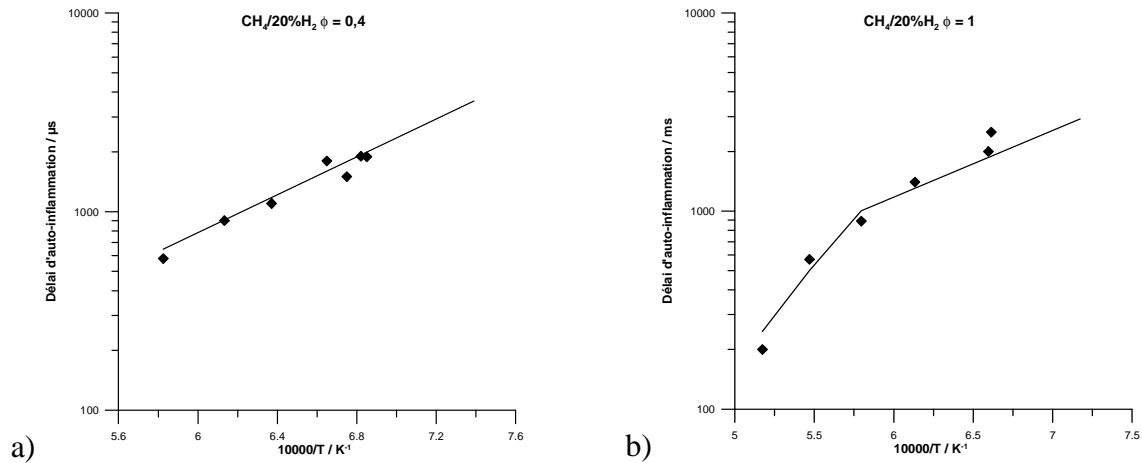 CH₄/20%H₂ ϕ = 0,4
10000
1000
100
Délai d'auto-inflammation / µs
5.6 6 6.4 6.8 7.2 7.6
10000/T / K⁻¹
a)
CH₄/20%H₂ ϕ = 1
10000
1000
100
Délai d'auto-inflammation / ms
5 5.5 6 6.5 7 7.5
10000/T / K⁻¹
b)